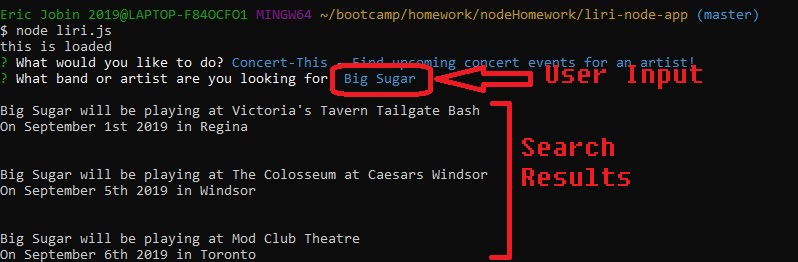 Eric Jobin 2019@LAPTOP-F84OCFO1 MINGW64 ~/bootcamp/homework/nodeHomework/liri-node-app (master)
$ node liri.js
this is loaded
? What would you like to do? Concert-This - Find upcoming concert events for an artist!
? What band or artist are you looking for Big Sugar
User Input
Big Sugar will be playing at Victoria's Tavern Tailgate Bash
On September 1st 2019 in Regina
Big Sugar will be playing at The Colosseum at Caesars Windsor
On September 5th 2019 in Windsor
Big Sugar will be playing at Mod Club Theatre
On September 6th 2019 in Toronto
Search
Results